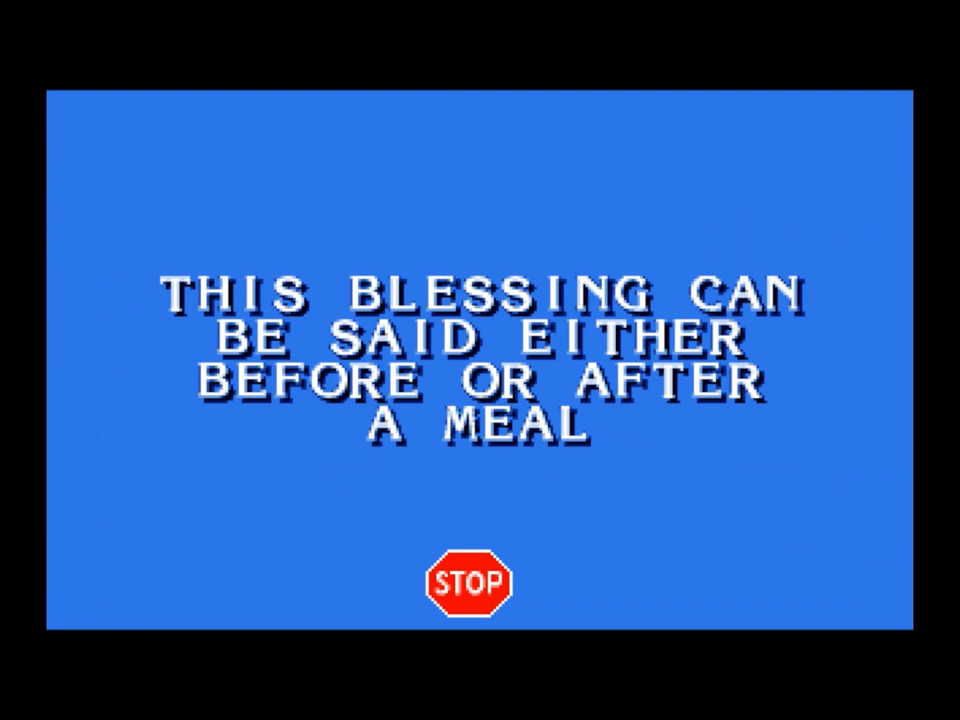 THIS BLESSING CAN
BE SAID EITHER
BEFORE OR AFTER
A MEAL
STOP